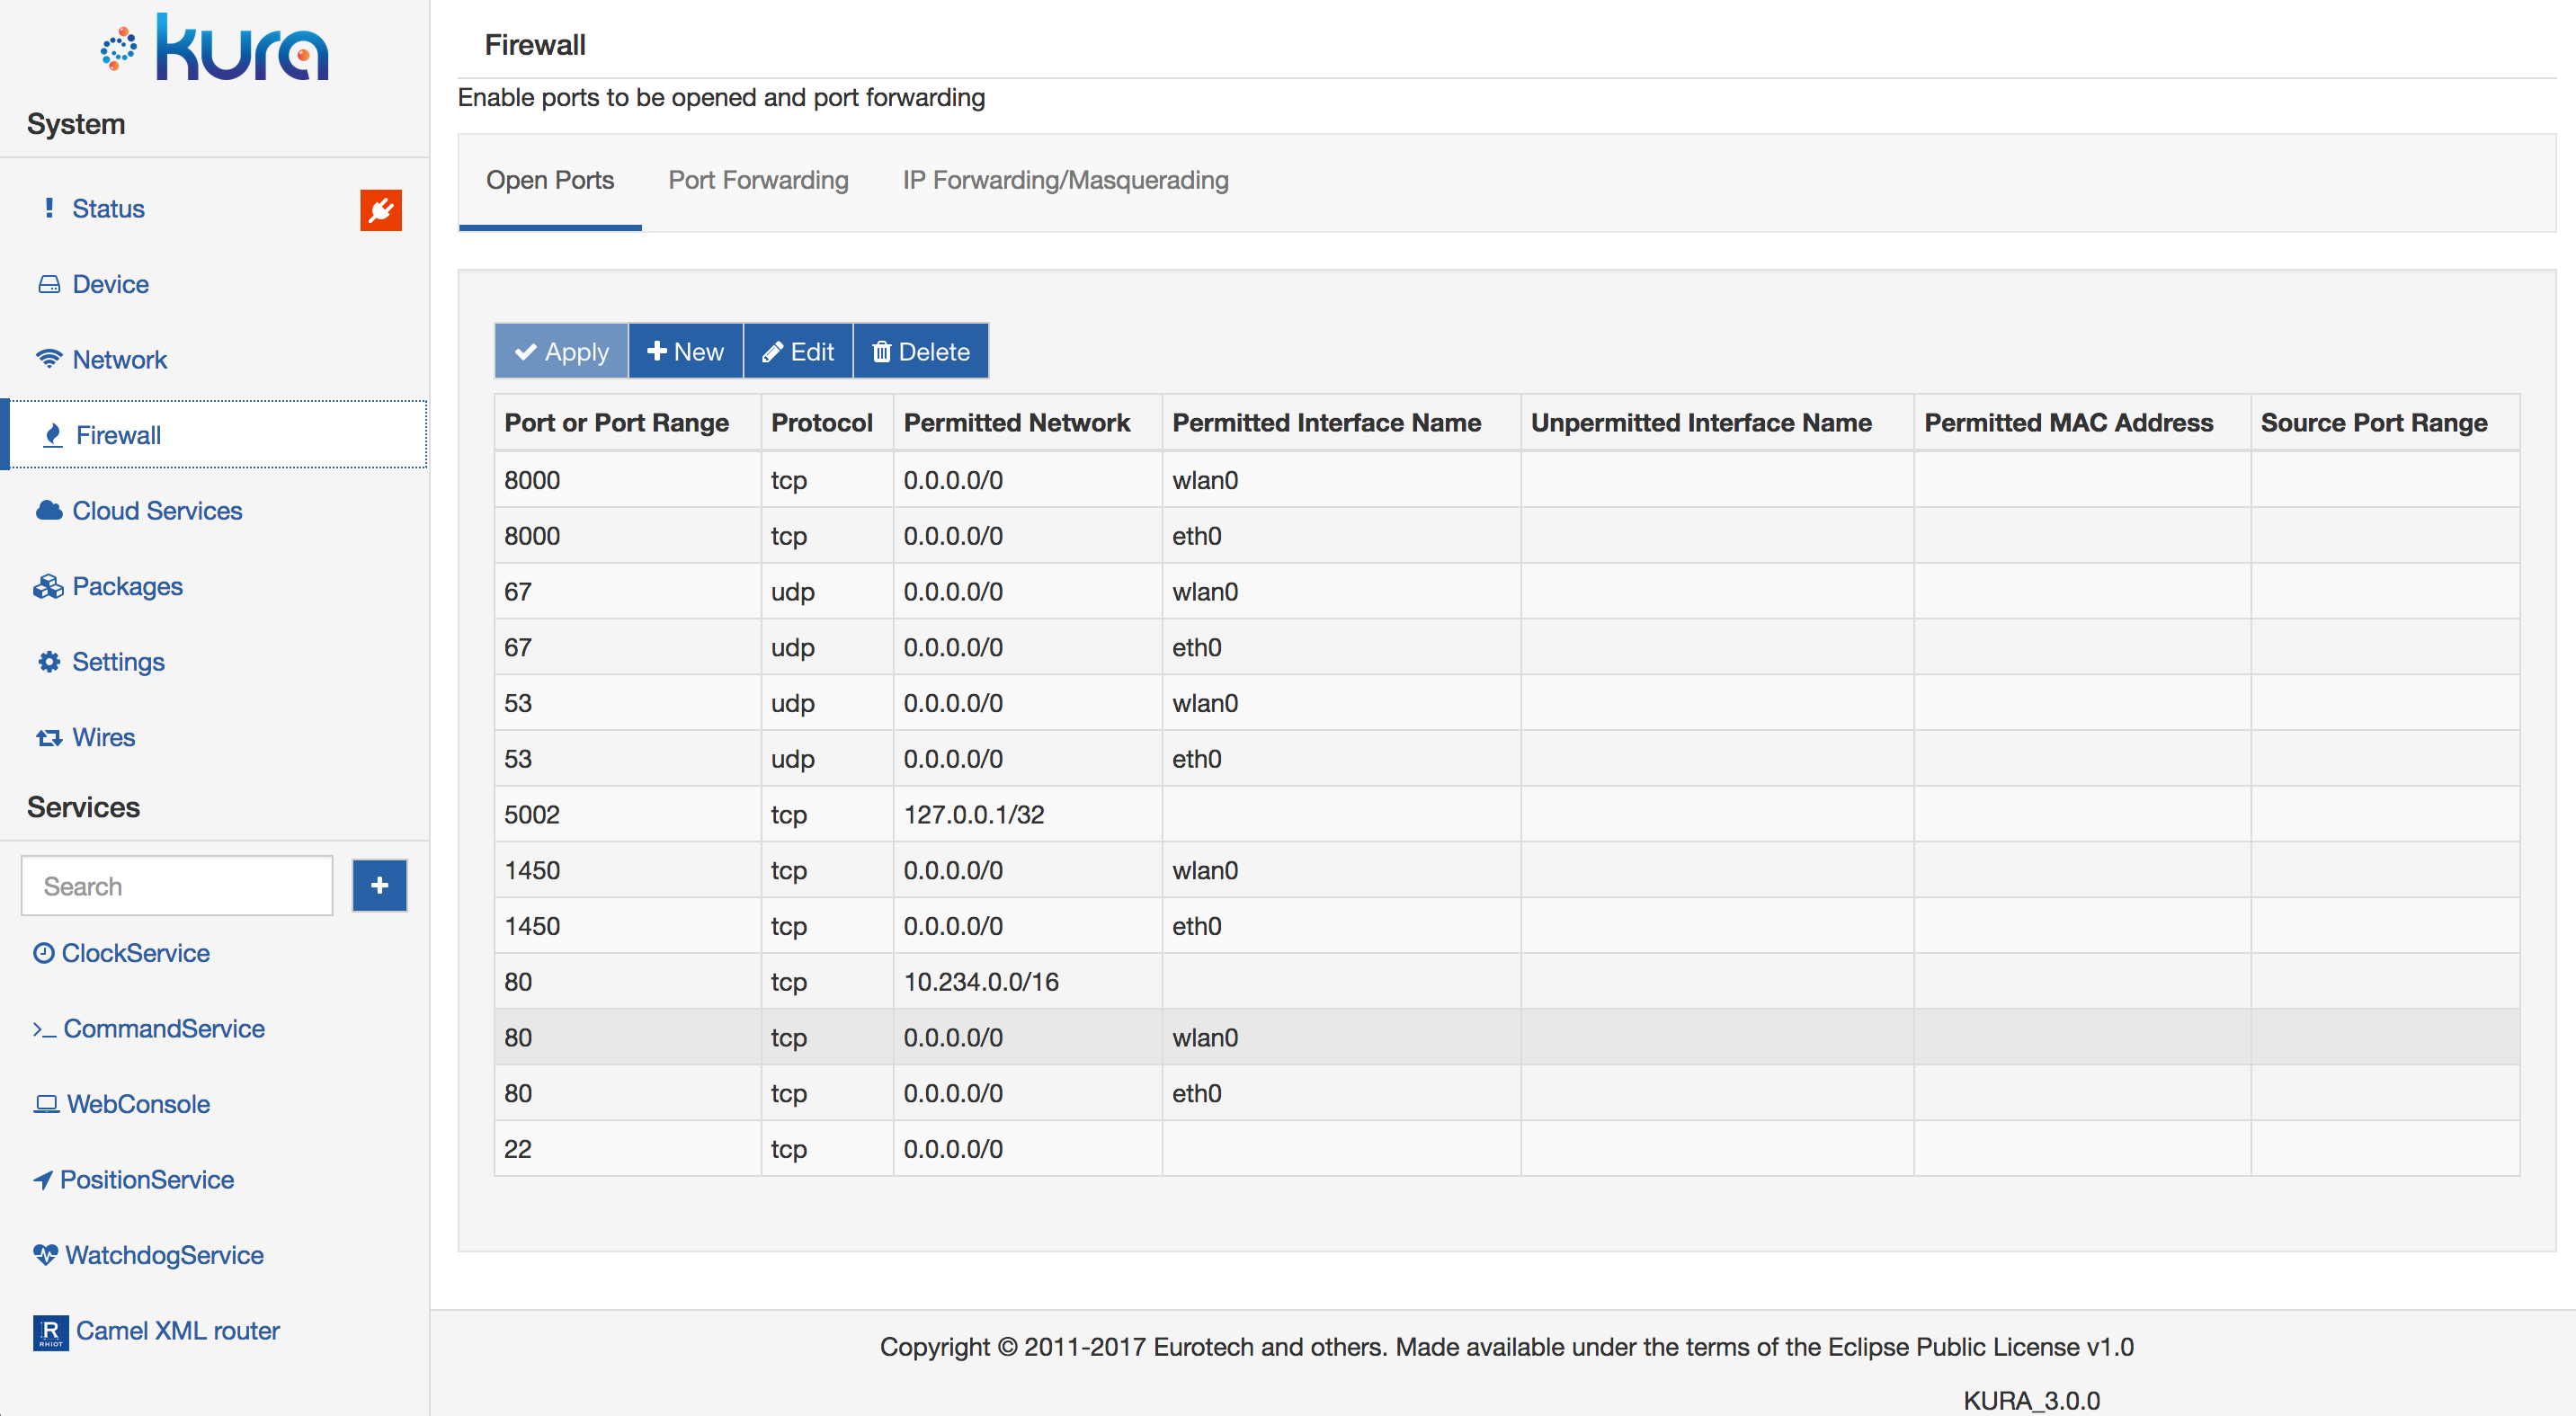 kura
System
Status
Device
Network
Firewall
Cloud Services
Packages
Settings
Wires
Services
Search
ClockService
CommandService
WebConsole
PositionService
WatchdogService
R
RHIOT
Camel XML router
Firewall
Enable ports to be opened and port forwarding
Open Ports Port Forwarding IP Forwarding/Masquerading
Apply New Edit Delete
Port or Port Range Protocol Permitted Network Permitted Interface Name Unpermitted Interface Name Permitted MAC Address Source Port Range
8000 tcp 0.0.0.0/0 wlan0
8000 tcp 0.0.0.0/0 eth0
67 udp 0.0.0.0/0 wlan0
67 udp 0.0.0.0/0 eth0
53 udp 0.0.0.0/0 wlan0
53 udp 0.0.0.0/0 eth0
5002 tcp 127.0.0.1/32
1450 tcp 0.0.0.0/0 wlan0
1450 tcp 0.0.0.0/0 eth0
80 tcp 10.234.0.0/16
80 tcp 0.0.0.0/0 wlan0
80 tcp 0.0.0.0/0 eth0
22 tcp 0.0.0.0/0
Copyright © 2011-2017 Eurotech and others. Made available under the terms of the Eclipse Public License v1.0
KURA_3.0.0